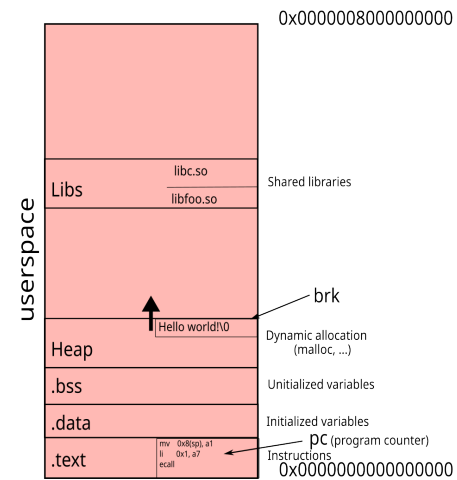 0x0000008000000000
libc.so
Libs
Shared libraries
libfoo.so
userspace
brk
Hello world!\0
Dynamic allocation
(malloc, ...)
Heap
.bss
Unitialized variables
.data
Initialized variables
pc (program counter)
mv 0x8(sp), a1
li 0x1, a7
ecall
.text
Instructions
0x0000000000000000